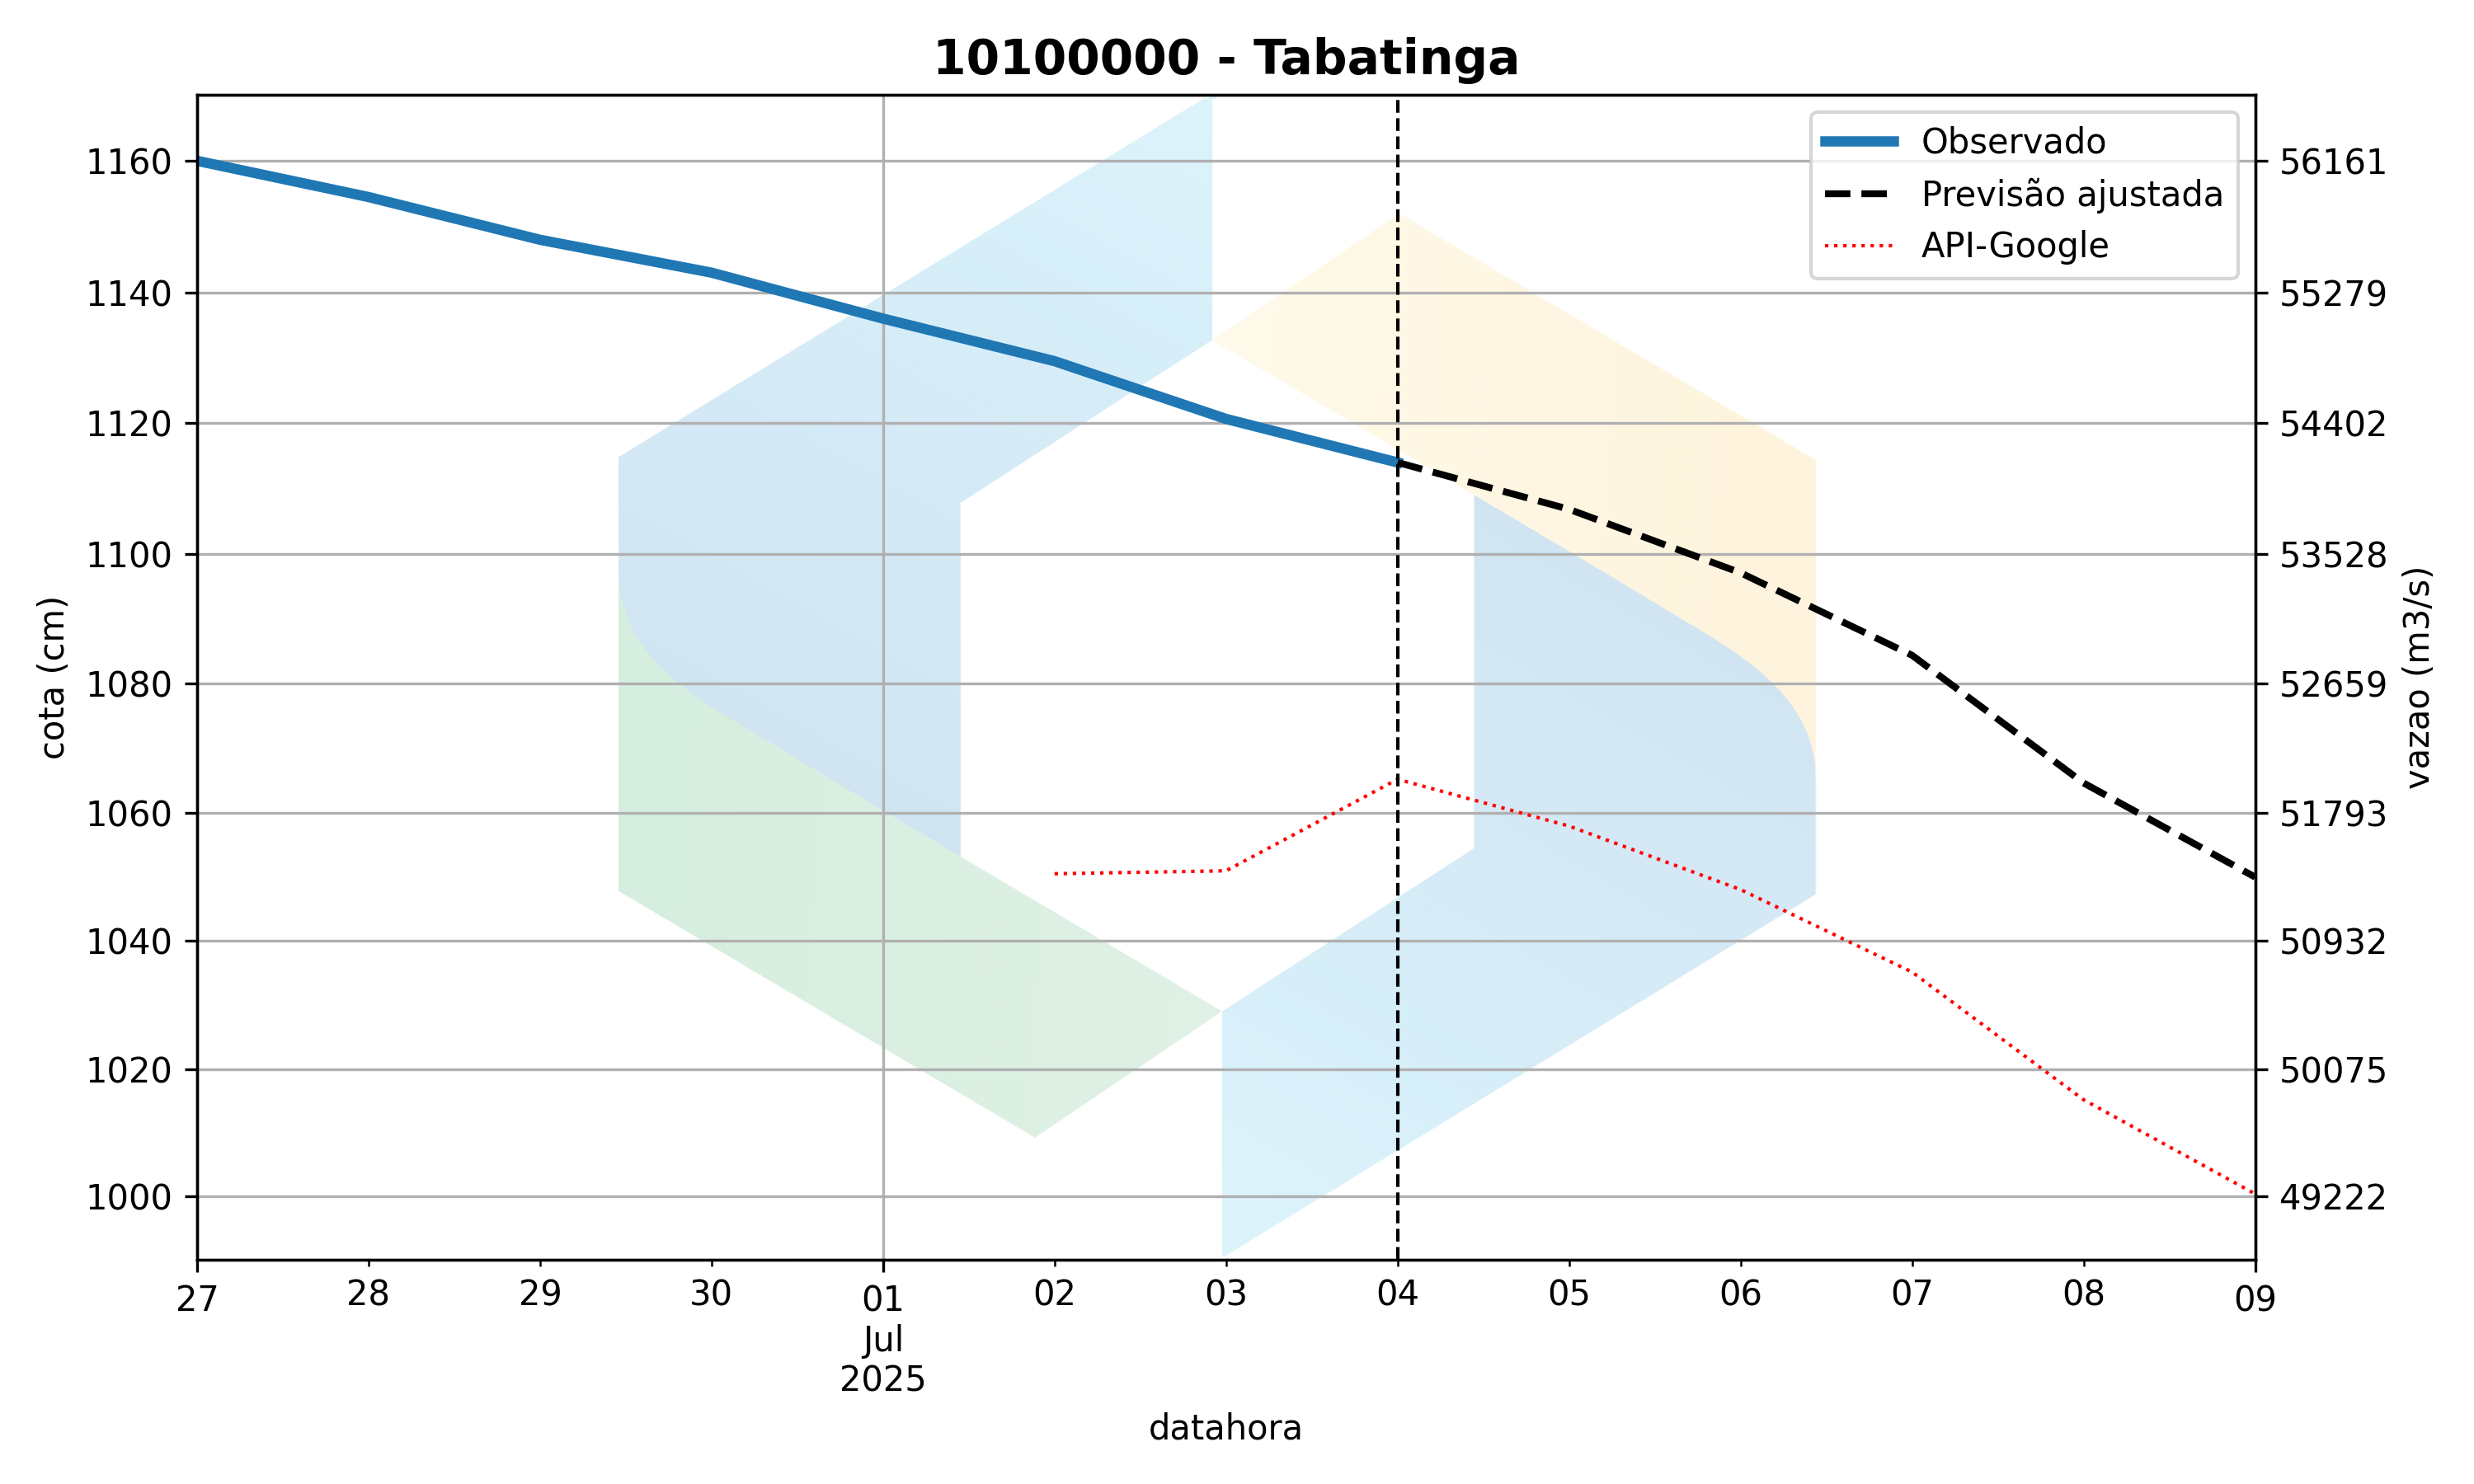 10100000 - Tabatinga
Observado
Previsão ajustada
API-Google
cota (cm)
1160
1140
1120
1100
1080
1060
1040
1020
1000
56161
55279
54402
53528
52659
51793
50932
50075
49222
vazao (m3/s)
27 28 29 30 01 02 03 04 05 06 07 08 09
Jul
2025
datahora